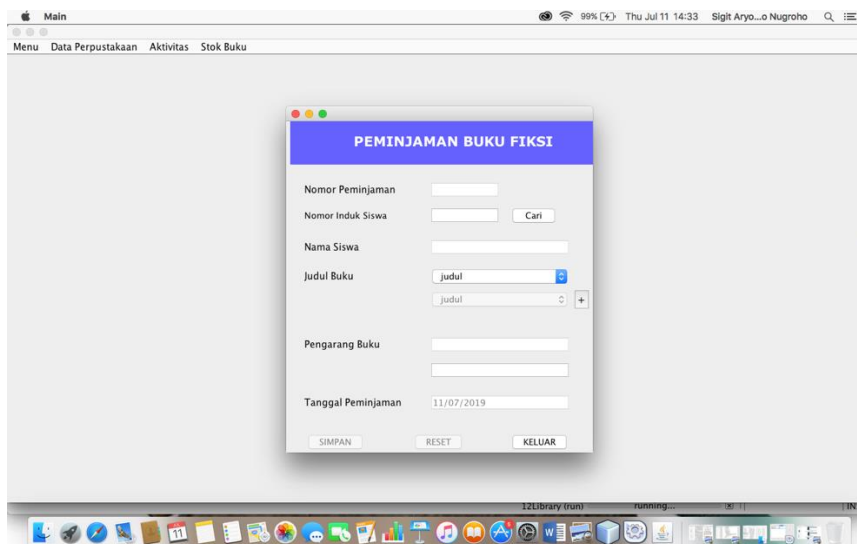 Main 99% Thu Jul 11 14:33 Sigit Aryo...o Nugroho
Menu Data Perpustakaan Aktivitas Stok Buku
PEMINJAMAN BUKU FIKSI
Nomor Peminjaman
Nomor Induk Siswa Cari
Nama Siswa
Judul Buku judul
judul +
Pengarang Buku
Tanggal Peminjaman 11/07/2019
SIMPAN RESET KELUAR
12Library (run) running...
11